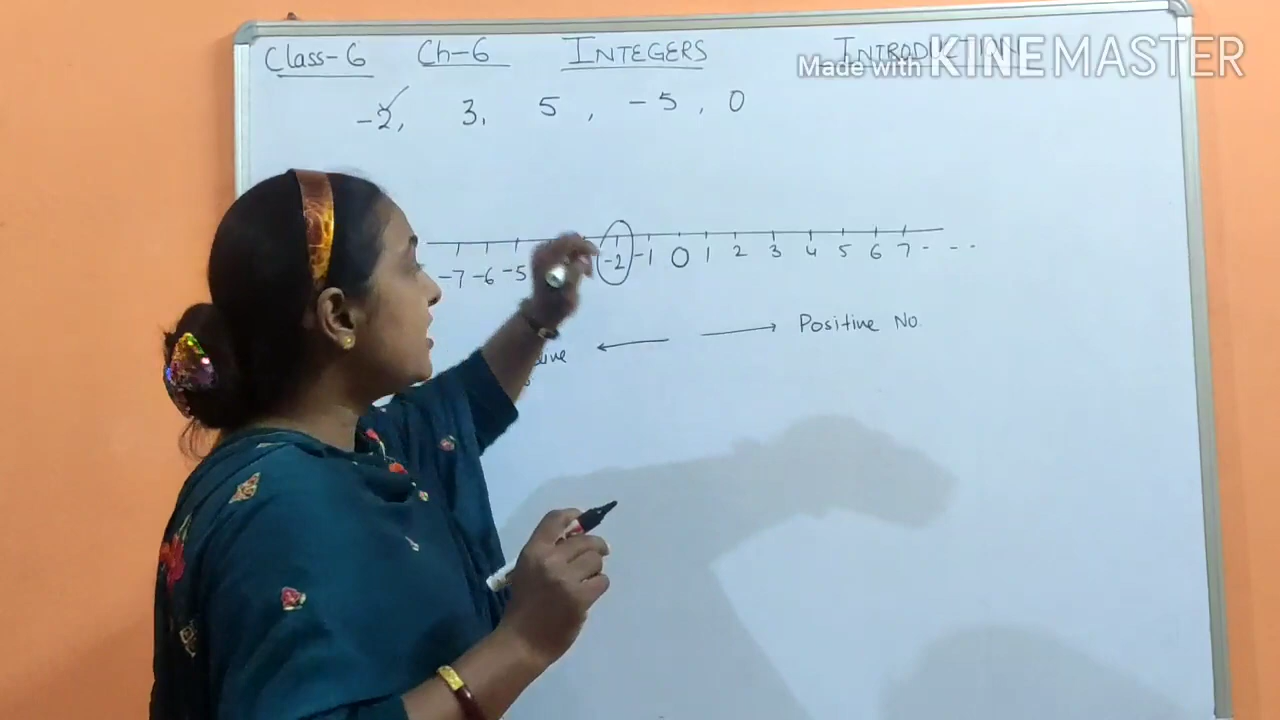 Class-6 Ch-6 INTEGERS INTRODUCTION
Made with KINEMASTER
-2, 3, 5, -5, 0
-7 -6 -5 -2 -1 0 1 2 3 4 5 6 7 - - -
Positive No.